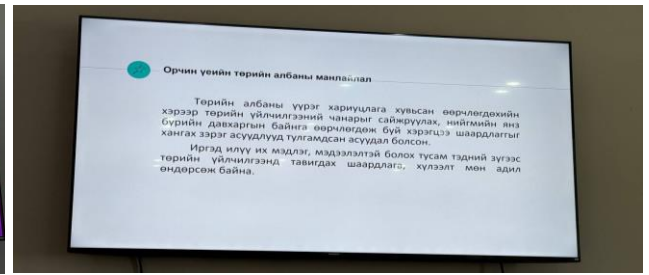 Орчин үеийн төрийн албаны манлайлал
Төрийн албаны үүрэг хариуцлага хувьсан өөрчлөгдөхийн
хэрээр төрийн үйлчилгээний чанарыг сайжруулах, нийгмийн янз
бүрийн давхаргын байнга өөрчлөгдөж буй хэрэгцээ шаардлагыг
хангах зэрэг асуудлууд тулгамдсан асуудал болсон.
Иргэд илүү их мэдлэг, мэдээлэлтэй болох тусам тэдний зүгээс
төрийн үйлчилгээнд тавигдах шаардлага, хүлээлт мөн адил
өндөрсөж байна.